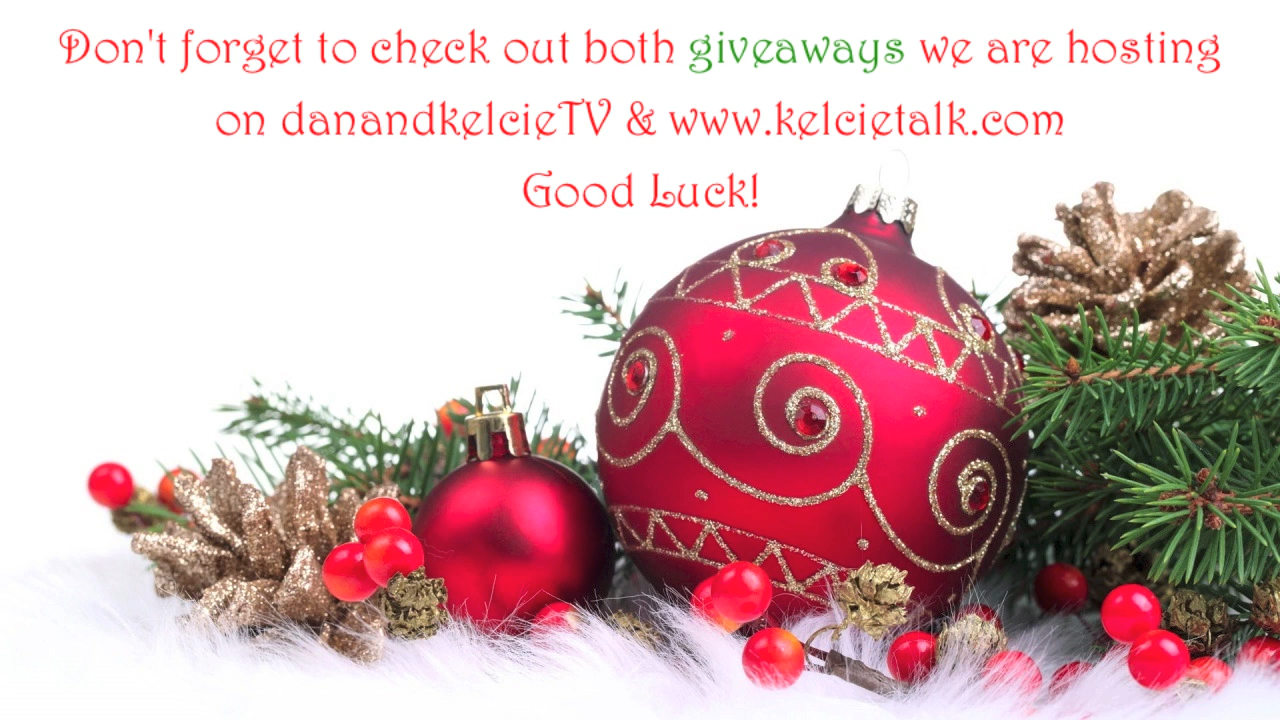 Don't forget to check out both giveaways we are hosting
on danandkelcieTV & www.kelcietalk.com
Good Luck!